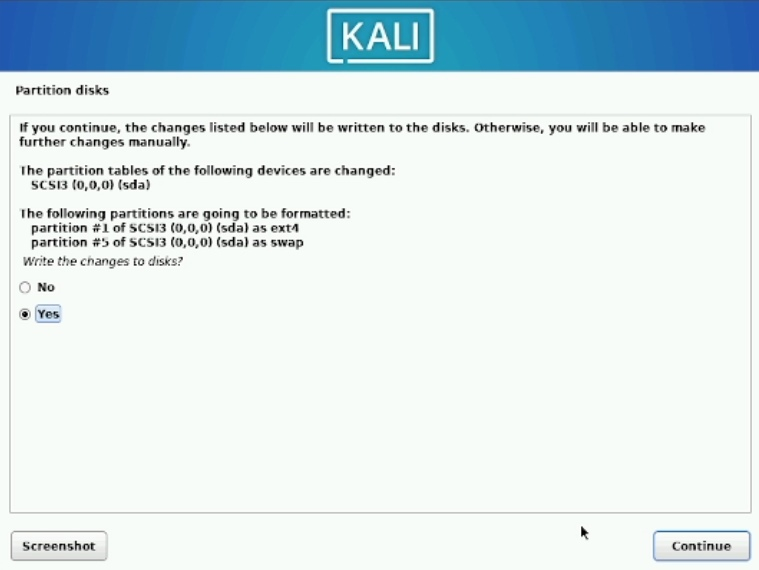 KALI
Partition disks
If you continue, the changes listed below will be written to the disks. Otherwise, you will be able to make
further changes manually.
The partition tables of the following devices are changed:
SCSI3 (0,0,0) (sda)
The following partitions are going to be formatted:
partition #1 of SCSI3 (0,0,0) (sda) as ext4
partition #5 of SCSI3 (0,0,0) (sda) as swap
Write the changes to disks?
No
Yes
Screenshot
Continue